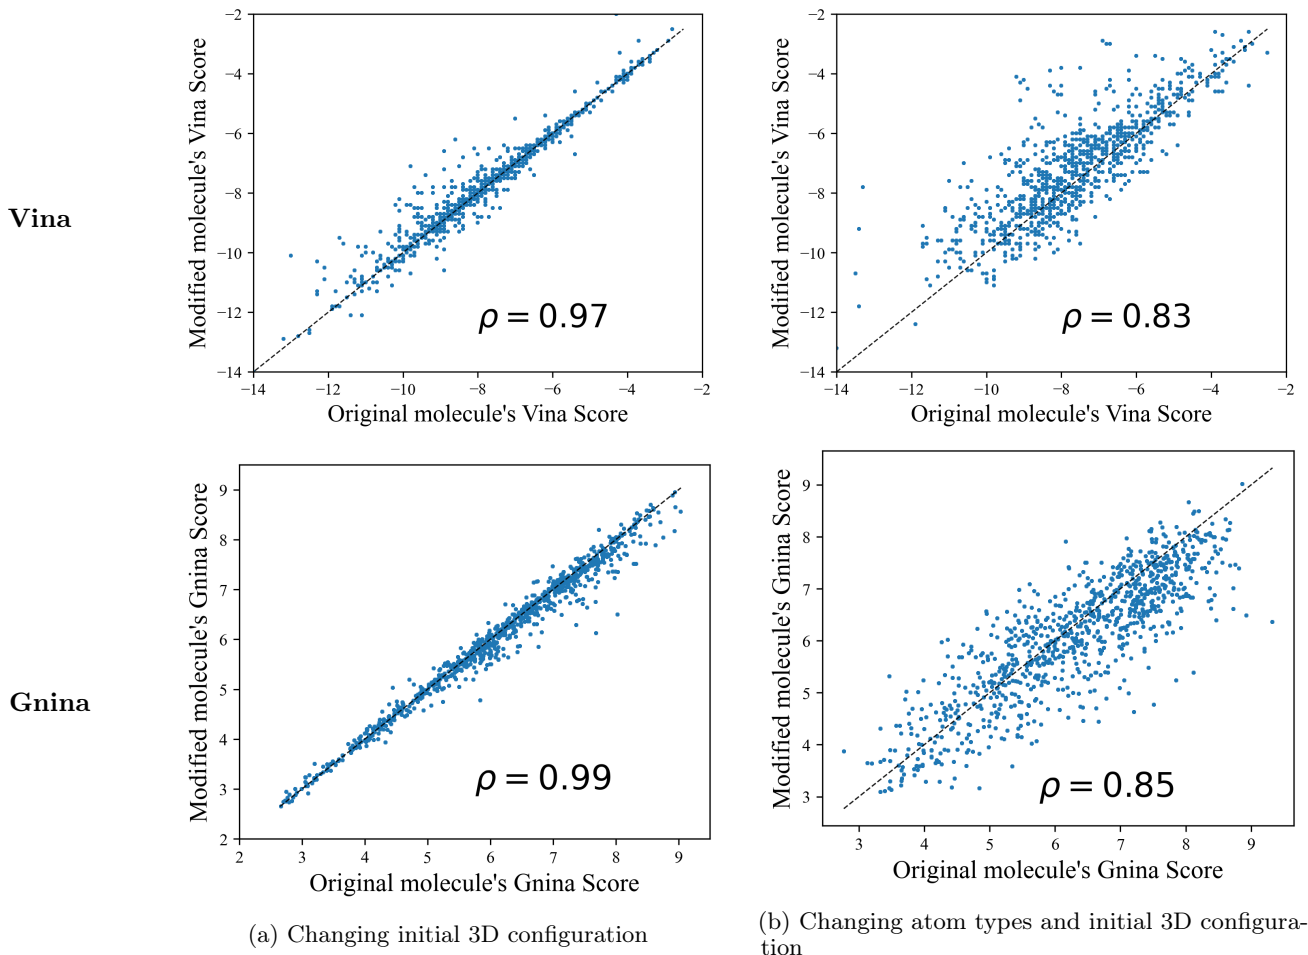 Vina
Modified molecule's Vina Score
−2
−4
−6
−8
−10
−12
−14
ρ = 0.97
−14 −12 −10 −8 −6 −4 −2
Original molecule's Vina Score
Modified molecule's Vina Score
−2
−4
−6
−8
−10
−12
−14
ρ = 0.83
−14 −12 −10 −8 −6 −4 −2
Original molecule's Vina Score
Gnina
Modified molecule's Gnina Score
9
8
7
6
5
4
3
2
ρ = 0.99
2 3 4 5 6 7 8 9
Original molecule's Gnina Score
Modified molecule's Gnina Score
9
8
7
6
5
4
3
ρ = 0.85
3 4 5 6 7 8 9
Original molecule's Gnina Score
(a) Changing initial 3D configuration
(b) Changing atom types and initial 3D configura-
tion